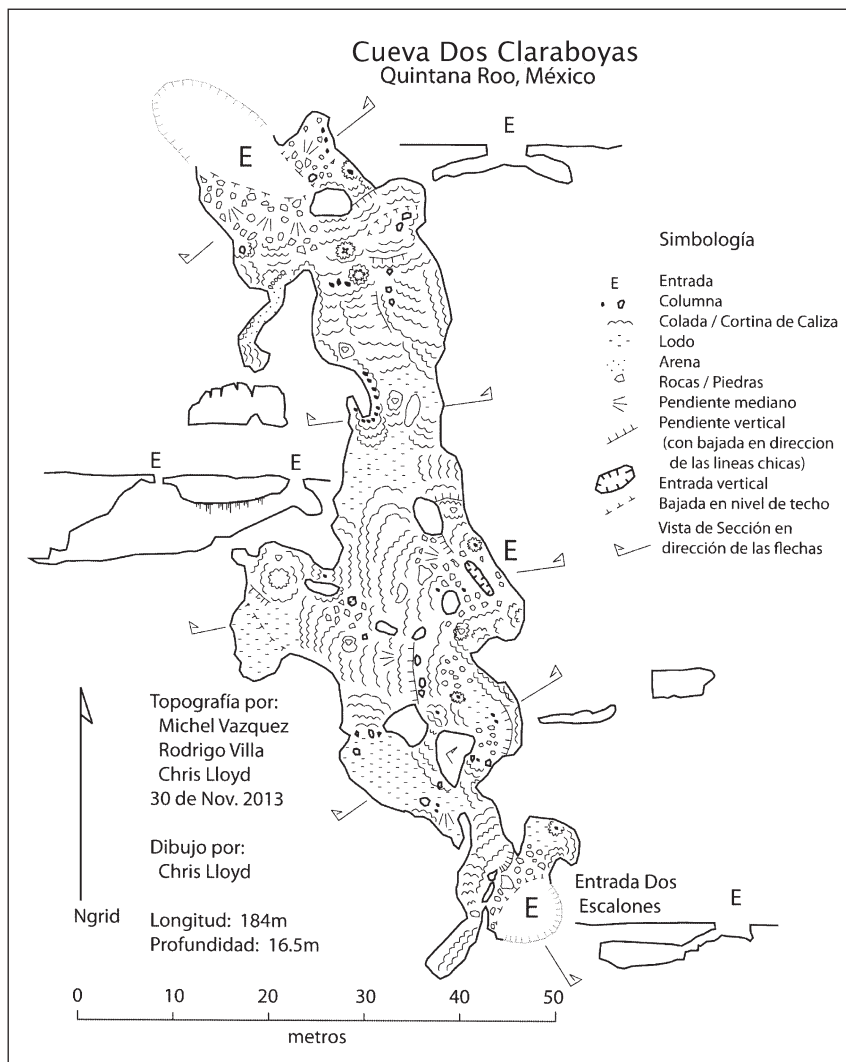 Cueva Dos Claraboyas
Quintana Roo, México
E
E
Simbología
E Entrada
Columna
Colada / Cortina de Caliza
Lodo
Arena
Rocas / Piedras
Pendiente mediano
Pendiente vertical
(con bajada en direccion
de las lineas chicas)
Entrada vertical
Bajada en nivel de techo
Vista de Sección en
dirección de las flechas
E
E
E
Topografía por:
Michel Vazquez
Rodrigo Villa
Chris Lloyd
30 de Nov. 2013
Dibujo por:
Chris Lloyd
Longitud: 184m
Profundidad: 16.5m
Ngrid
Entrada Dos
Escalones
E
E
0 10 20 30 40 50
metros